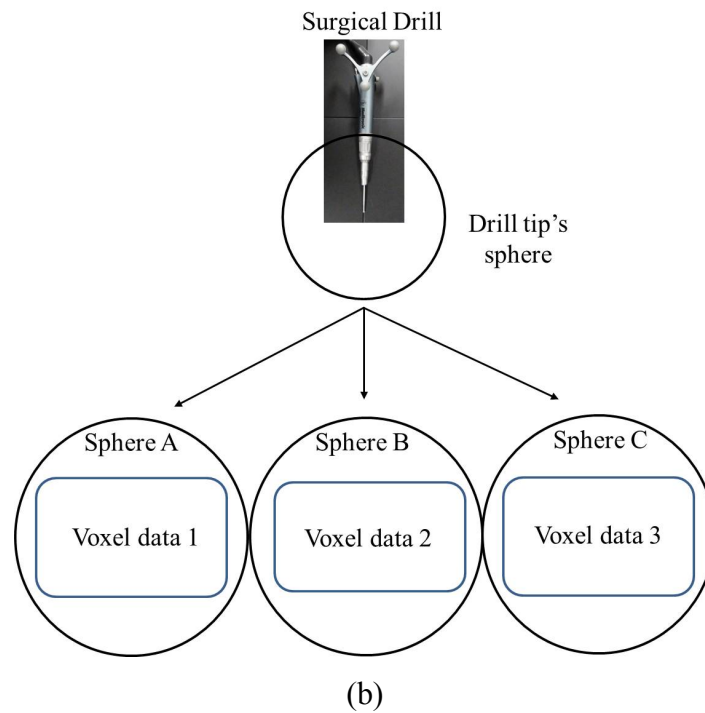 Surgical Drill
Drill tip's
sphere
Sphere A
Sphere B
Sphere C
Voxel data 1
Voxel data 2
Voxel data 3
(b)